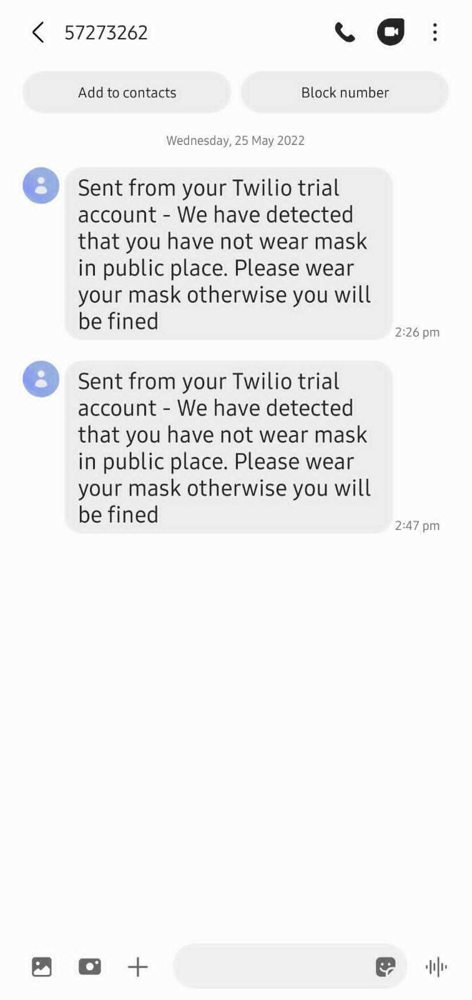 57273262
Add to contacts
Block number
Wednesday, 25 May 2022
Sent from your Twilio trial
account - We have detected
that you have not wear mask
in public place. Please wear
your mask otherwise you will
be fined
2:26 pm
Sent from your Twilio trial
account - We have detected
that you have not wear mask
in public place. Please wear
your mask otherwise you will
be fined
2:47 pm